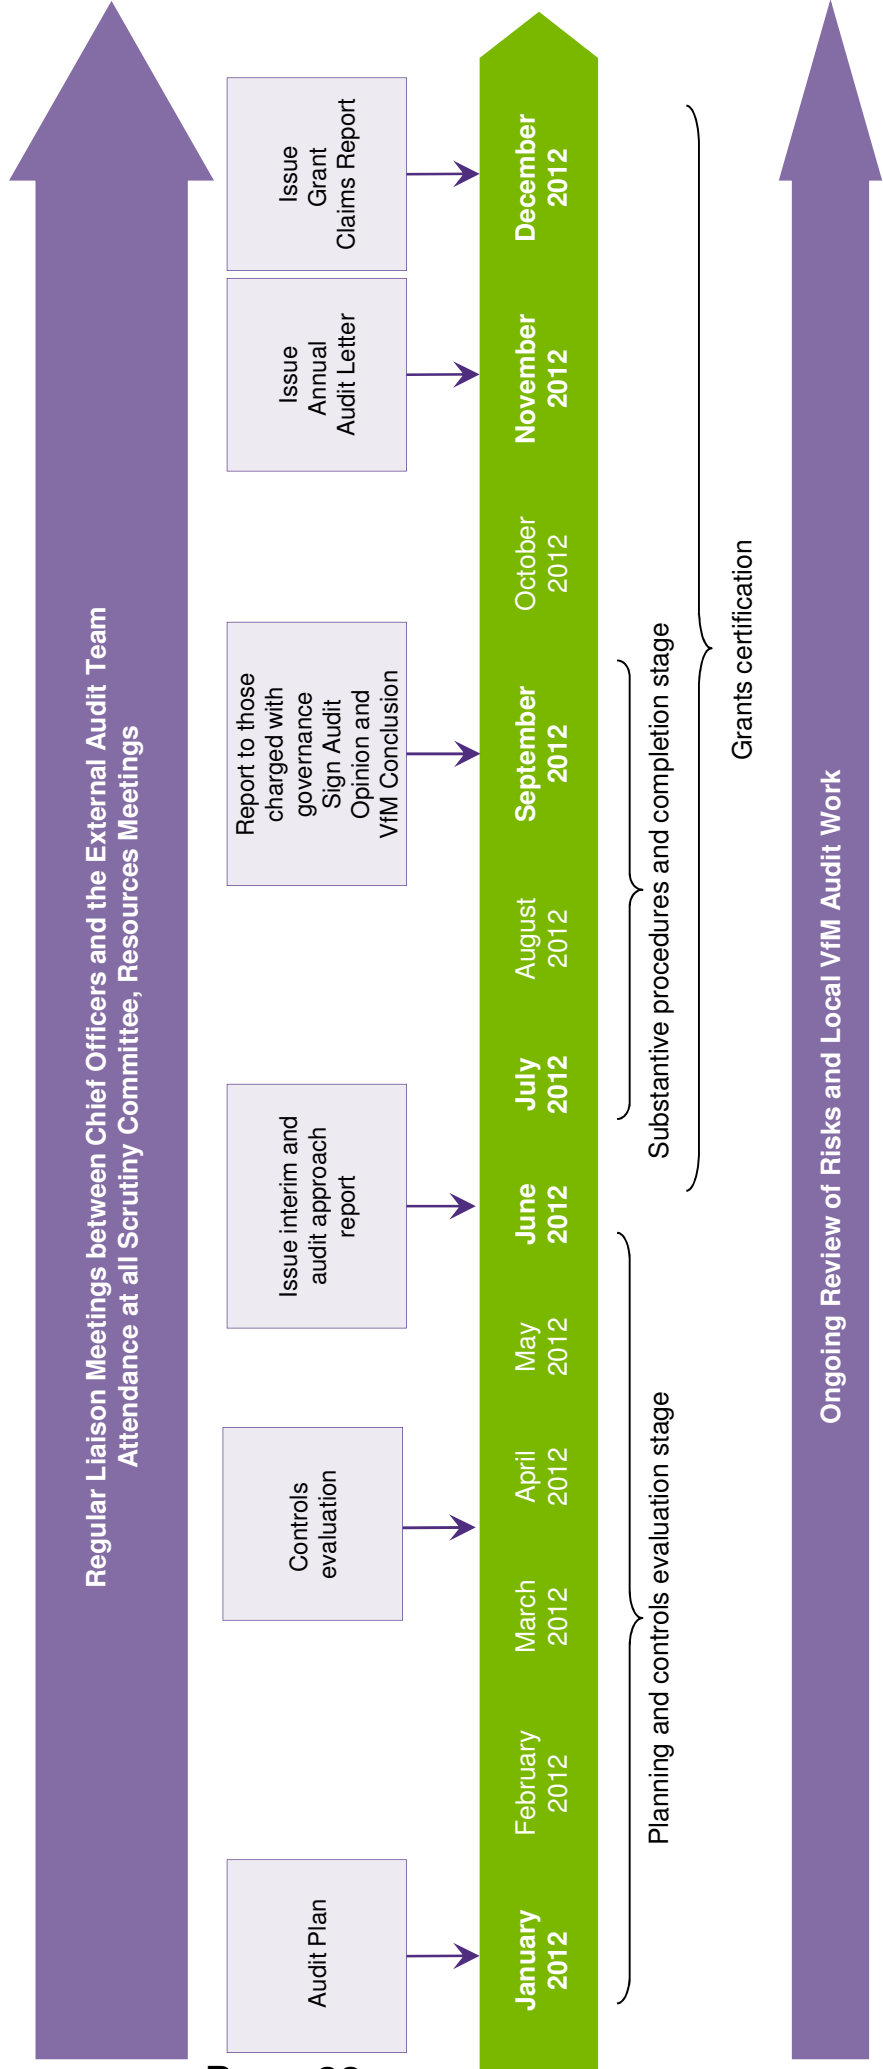 Regular Liaison Meetings between Chief Officers and the External Audit Team
Attendance at all Scrutiny Committee, Resources Meetings
Audit Plan
Controls
evaluation
Issue interim and
audit approach
report
Report to those
charged with
governance
Sign Audit
Opinion and
VfM Conclusion
Issue
Annual
Audit Letter
Issue
Grant
Claims Report
January
2012
February
2012
March
2012
April
2012
May
2012
June
2012
July
2012
August
2012
September
2012
October
2012
November
2012
December
2012
Planning and controls evaluation stage
Substantive procedures and completion stage
Grants certification
Ongoing Review of Risks and Local VfM Audit Work